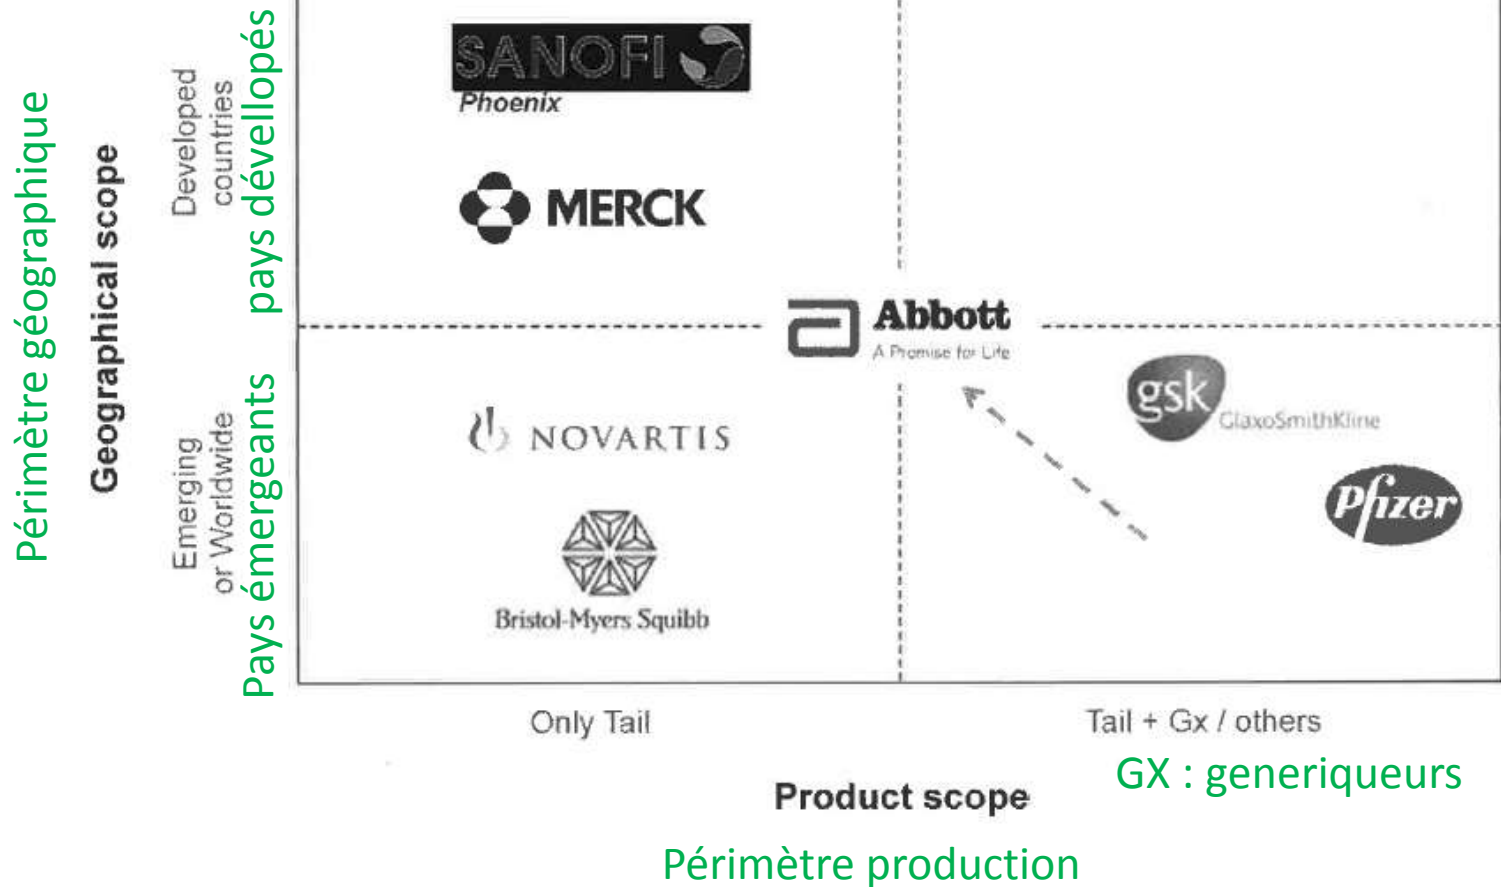 Périmètre géographique
Geographical scope
Developed
countries
pays dévellopés
Emerging
or Worldwide
Pays émergeants
SANOFI
Phoenix
MERCK
Abbott
A Promise for Life
NOVARTIS
Bristol-Myers Squibb
gsk
GlaxoSmithKline
Pfizer
Only Tail
Tail + Gx / others
GX : generiqueurs
Product scope
Périmètre production